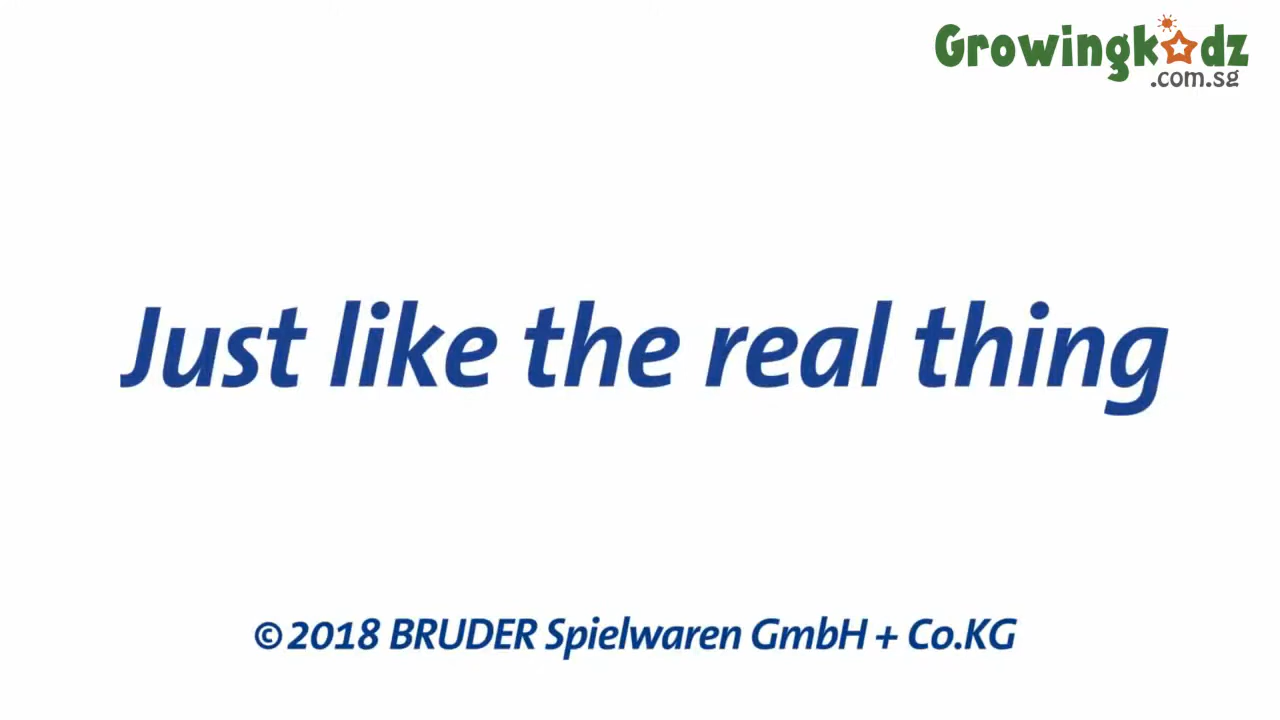 Growingkidz
.com.sg
Just like the real thing
©2018 BRUDER Spielwaren GmbH + Co.KG